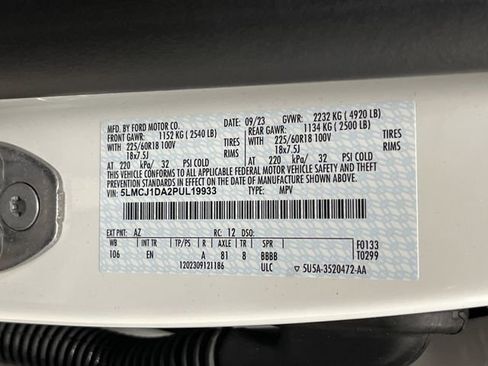 MFD. BY FORD MOTOR CO. 09/23 GVWR: 2232 KG ( 4920 LB)
FRONT GAWR: 1152 KG ( 2540 LB) REAR GAWR: 1134 KG ( 2500 LB)
WITH 225/60R18 100V TIRES WITH 225/60R18 100V TIRES
18x7.5J RIMS 18x7.5J RIMS
AT 220 kPa/ 32 PSI COLD AT 220 kPa/ 32 PSI COLD
THIS VEHICLE CONFORMS TO ALL APPLICABLE FEDERAL MOTOR VEHICLE SAFETY AND THEFT
PREVENTION STANDARDS IN EFFECT ON THE DATE OF MANUFACTURE SHOWN ABOVE.
VIN: 5LMCJ1DA2PUL19933 TYPE: MPV
EXT PNT: AZ RC: 12 DSO: F0133
WB INT TR TP/PS R AXLE TR SPR T0299
106 EN A 81 8 BBBB
1202309121186 ULC 5U5A-3520472-AA